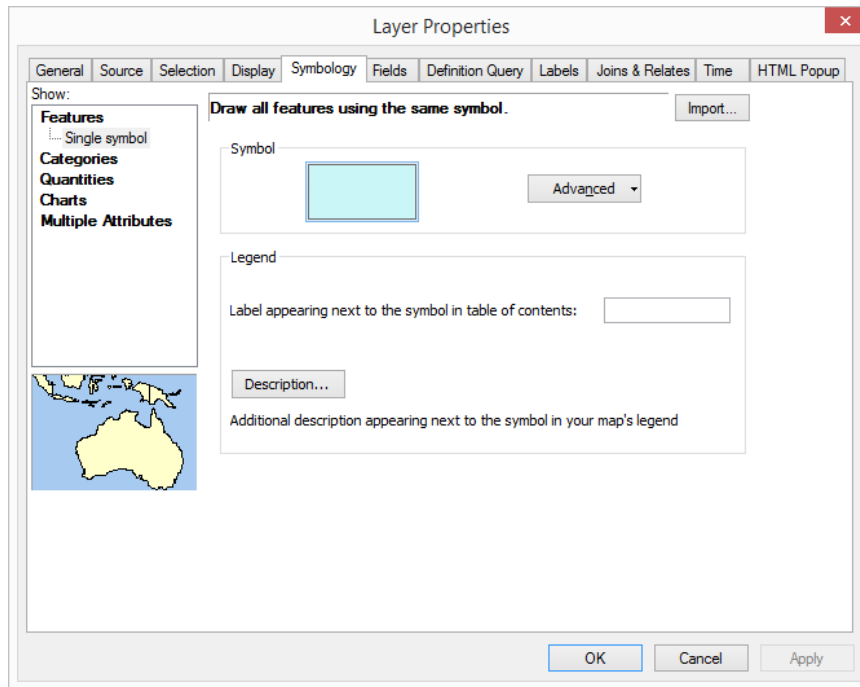 Layer Properties
General Source Selection Display Symbology Fields Definition Query Labels Joins & Relates Time HTML Popup
Show:
Features
Single symbol
Categories
Quantities
Charts
Multiple Attributes
Draw all features using the same symbol.
Import...
Symbol
Advanced
Legend
Label appearing next to the symbol in table of contents:
Description...
Additional description appearing next to the symbol in your map's legend
OK Cancel Apply